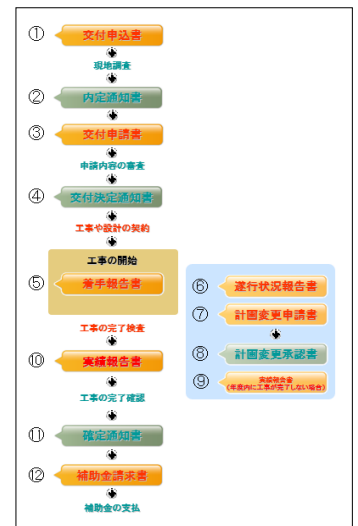 ① 交付申込書
現地調査
② 内定通知書
③ 交付申請書
申請内容の審査
④ 交付決定通知書
工事や設計の契約
工事の開始
⑤ 着手報告書
工事の完了検査
⑩ 実績報告書
工事の完了確認
⑪ 確定通知書
⑫ 補助金請求書
補助金の支払
⑥ 遂行状況報告書
⑦ 計画変更申請書
⑧ 計画変更承認書
⑨ 実績報告書
(年度内に工事が完了しない場合)